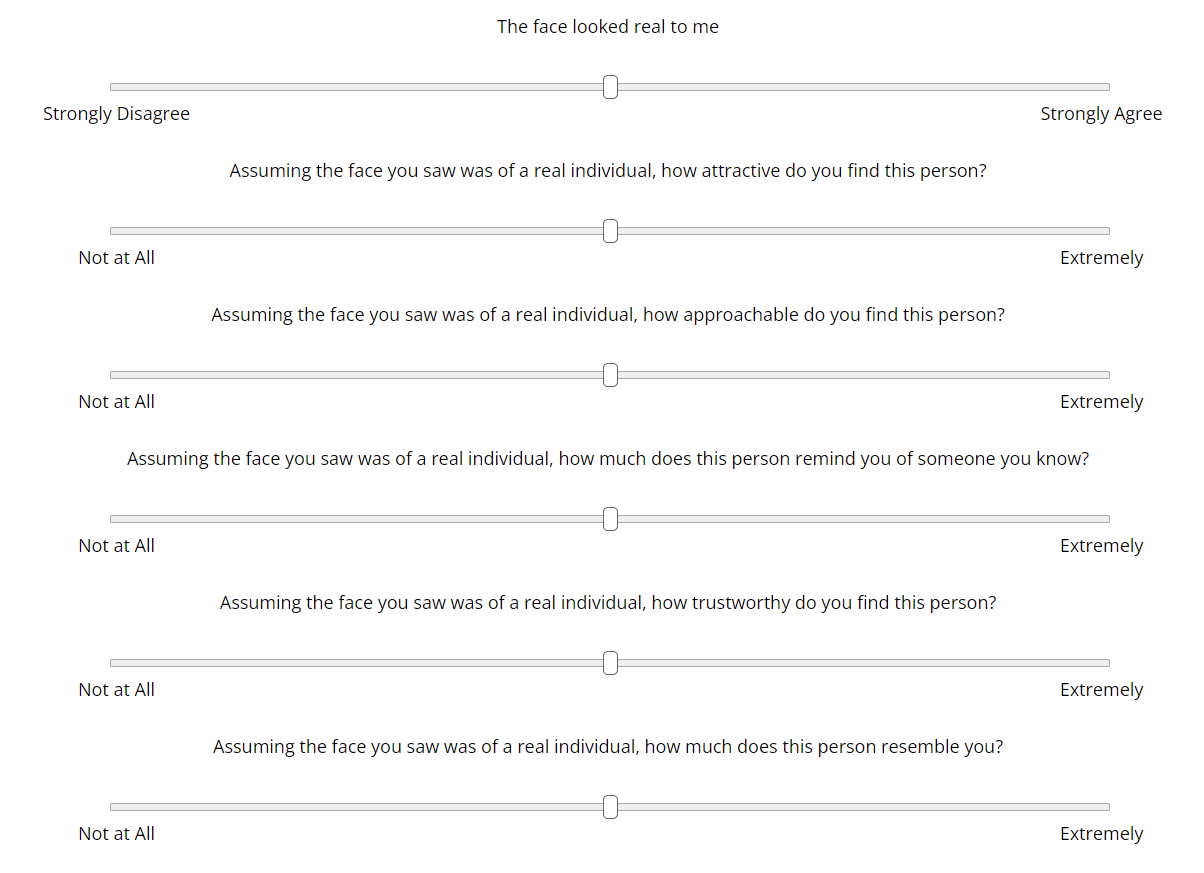 The face looked real to me
Strongly Disagree
Strongly Agree
Assuming the face you saw was of a real individual, how attractive do you find this person?
Not at All
Extremely
Assuming the face you saw was of a real individual, how approachable do you find this person?
Not at All
Extremely
Assuming the face you saw was of a real individual, how much does this person remind you of someone you know?
Not at All
Extremely
Assuming the face you saw was of a real individual, how trustworthy do you find this person?
Not at All
Extremely
Assuming the face you saw was of a real individual, how much does this person resemble you?
Not at All
Extremely